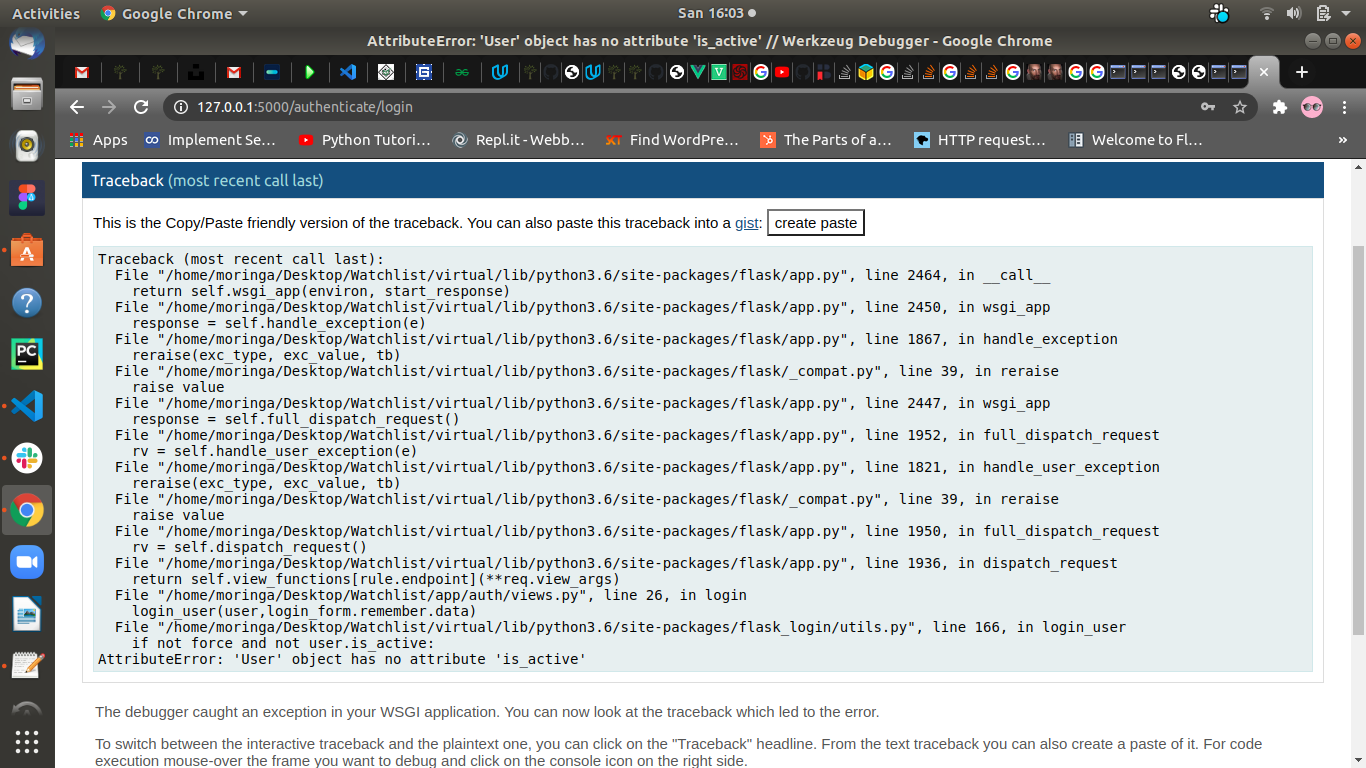 Activities
Google Chrome
San 16:03
AttributeError: 'User' object has no attribute 'is_active' // Werkzeug Debugger - Google Chrome
127.0.0.1:5000/authenticate/login
Apps
Implement Se…
Python Tutori…
Repl.it - Webb…
Find WordPre…
The Parts of a…
HTTP request…
Welcome to Fl…
»
Traceback (most recent call last)
This is the Copy/Paste friendly version of the traceback. You can also paste this traceback into a gist: create paste
Traceback (most recent call last):
File "/home/moringa/Desktop/Watchlist/virtual/lib/python3.6/site-packages/flask/app.py", line 2464, in __call__
return self.wsgi_app(environ, start_response)
File "/home/moringa/Desktop/Watchlist/virtual/lib/python3.6/site-packages/flask/app.py", line 2450, in wsgi_app
response = self.handle_exception(e)
File "/home/moringa/Desktop/Watchlist/virtual/lib/python3.6/site-packages/flask/app.py", line 1867, in handle_exception
reraise(exc_type, exc_value, tb)
File "/home/moringa/Desktop/Watchlist/virtual/lib/python3.6/site-packages/flask/_compat.py", line 39, in reraise
raise value
File "/home/moringa/Desktop/Watchlist/virtual/lib/python3.6/site-packages/flask/app.py", line 2447, in wsgi_app
response = self.full_dispatch_request()
File "/home/moringa/Desktop/Watchlist/virtual/lib/python3.6/site-packages/flask/app.py", line 1952, in full_dispatch_request
rv = self.handle_user_exception(e)
File "/home/moringa/Desktop/Watchlist/virtual/lib/python3.6/site-packages/flask/app.py", line 1821, in handle_user_exception
reraise(exc_type, exc_value, tb)
File "/home/moringa/Desktop/Watchlist/virtual/lib/python3.6/site-packages/flask/_compat.py", line 39, in reraise
raise value
File "/home/moringa/Desktop/Watchlist/virtual/lib/python3.6/site-packages/flask/app.py", line 1950, in full_dispatch_request
rv = self.dispatch_request()
File "/home/moringa/Desktop/Watchlist/virtual/lib/python3.6/site-packages/flask/app.py", line 1936, in dispatch_request
return self.view_functions[rule.endpoint](**req.view_args)
File "/home/moringa/Desktop/Watchlist/app/auth/views.py", line 26, in login
login_user(user,login_form.remember.data)
File "/home/moringa/Desktop/Watchlist/virtual/lib/python3.6/site-packages/flask_login/utils.py", line 166, in login_user
if not force and not user.is_active:
AttributeError: 'User' object has no attribute 'is_active'
The debugger caught an exception in your WSGI application. You can now look at the traceback which led to the error.
To switch between the interactive traceback and the plaintext one, you can click on the "Traceback" headline. From the text traceback you can also create a paste of it. For code
execution mouse-over the frame you want to debug and click on the console icon on the right side.